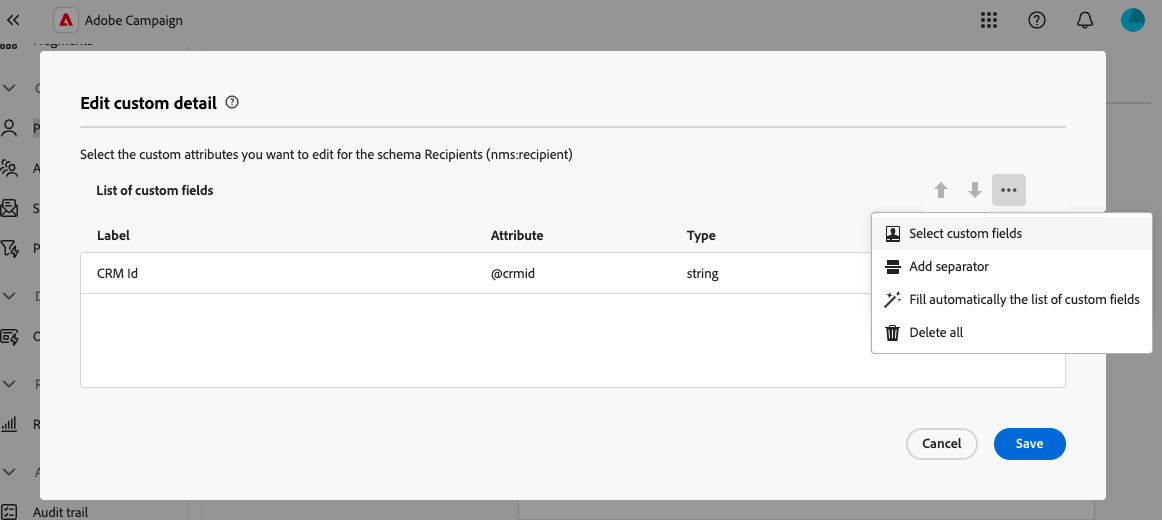 Adobe Campaign
Edit custom detail
Select the custom attributes you want to edit for the schema Recipients (nms:recipient)
List of custom fields
Label Attribute Type
CRM Id @crmid string
Select custom fields
Add separator
Fill automatically the list of custom fields
Delete all
Cancel Save
Audit trail